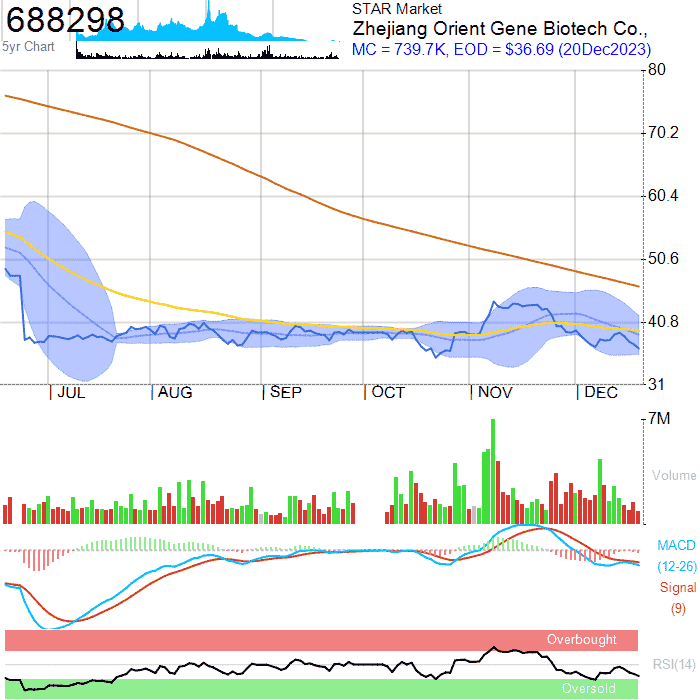 688298
5yr Chart
STAR Market
Zhejiang Orient Gene Biotech Co.,
MC = 739.7K, EOD = $36.69 (20Dec2023)
80
70.2
60.4
50.6
40.8
31
JUL
AUG
SEP
OCT
NOV
DEC
7M
Volume
MACD
(12-26)
Signal
(9)
Overbought
RSI(14)
Oversold